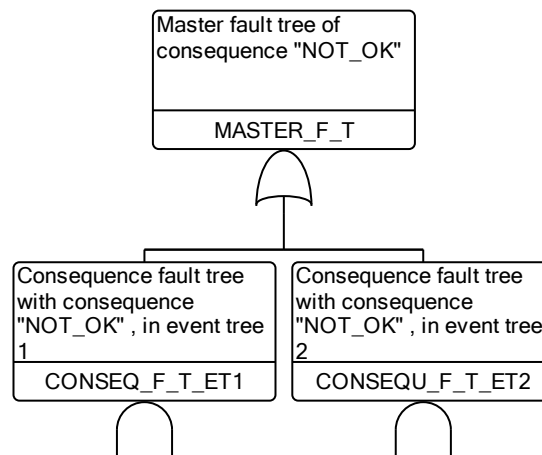 Master fault tree of
consequence "NOT_OK"
MASTER_F_T
Consequence fault tree
with consequence
"NOT_OK" , in event tree
1
CONSEQ_F_T_ET1
Consequence fault tree
with consequence
"NOT_OK" , in event tree
2
CONSEQU_F_T_ET2